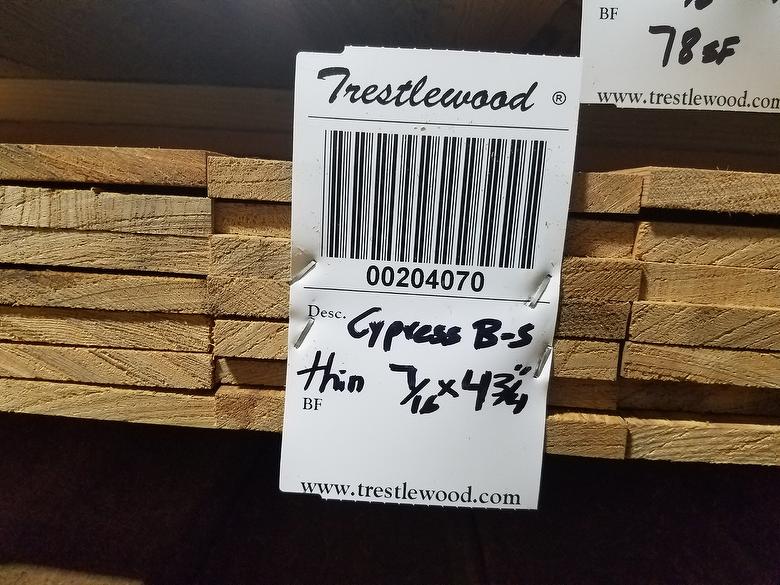 Trestlewood ®
00204070
Desc. Cypress B-S
thin 7/16 x 4 3/4"
BF
www.trestlewood.com
BF
78 SF
www.trestlewood.com